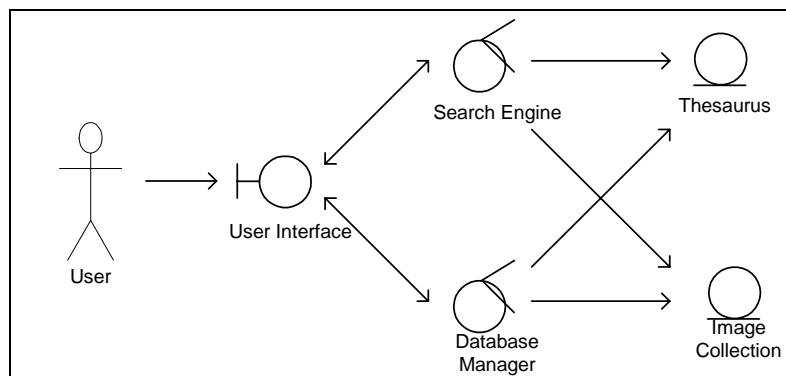 Search Engine
Thesaurus
User Interface
User
Database
Manager
Image
Collection